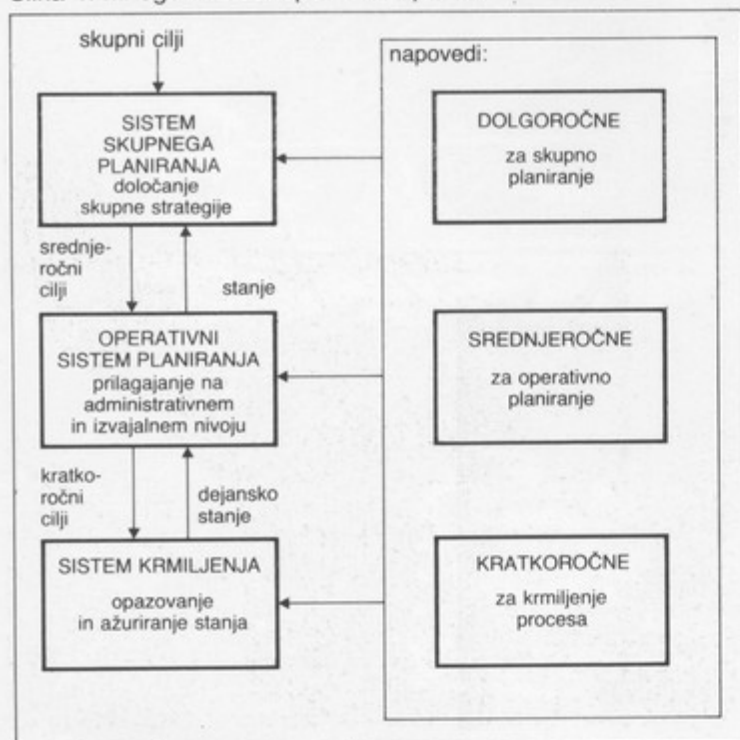 skupni cilji
napovedi:
SISTEM
SKUPNEGA
PLANIRANJA
določanje
skupne strategije
DOLGOROČNE
za skupno
planiranje
srednje-
ročni
cilji
stanje
OPERATIVNI
SISTEM PLANIRANJA
prilagajanje na
administrativnem
in izvajalnem nivoju
SREDNJEROČNE
za operativno
planiranje
kratko-
ročni
cilji
dejansko
stanje
SISTEM KRMILJENJA
opazovanje
in ažuriranje stanja
KRATKOROČNE
za krmiljenje
procesa